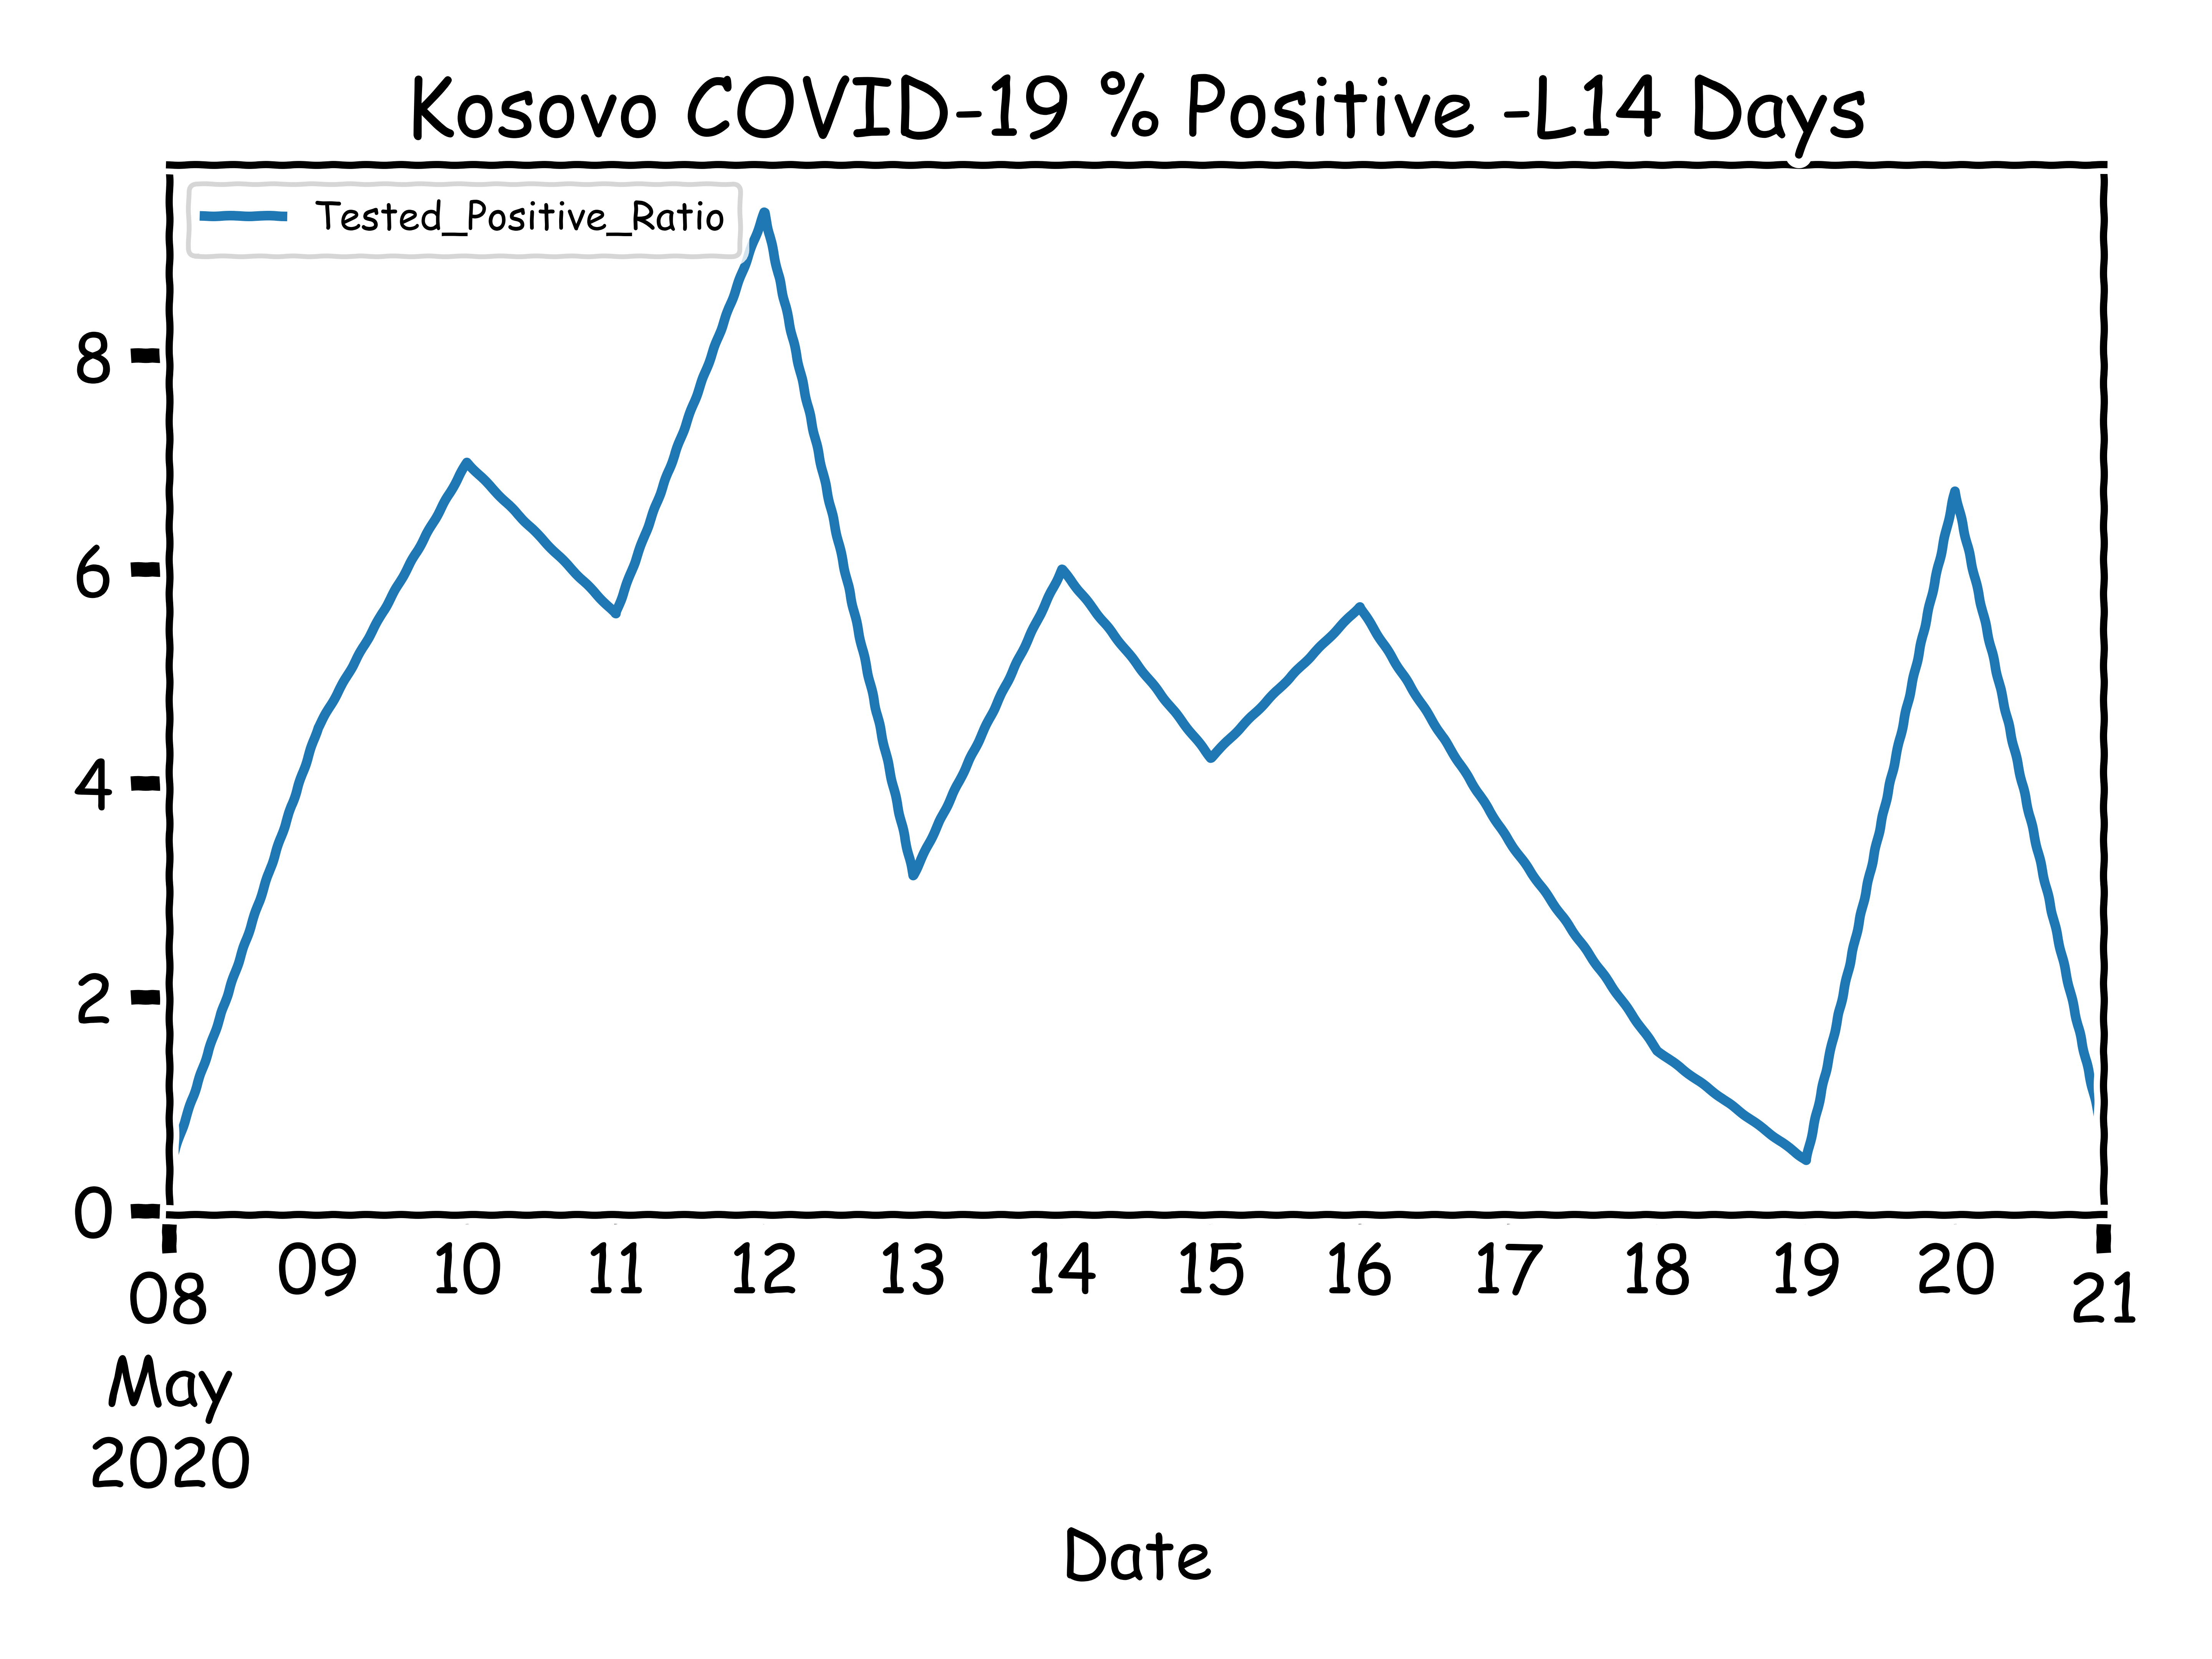 Kosovo COVID-19 % Positive -L14 Days
Tested_Positive_Ratio
8
6
4
2
0
08 09 10 11 12 13 14 15 16 17 18 19 20 21
May
2020
Date